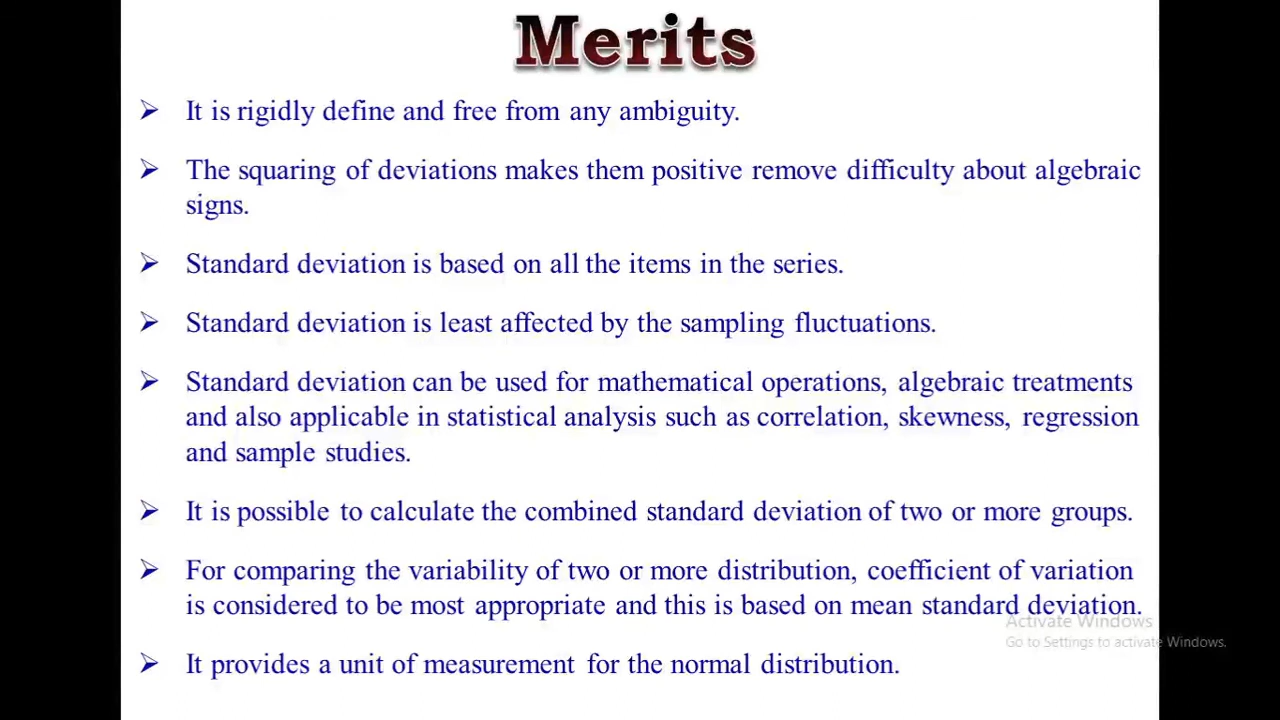 Merits
➢ It is rigidly define and free from any ambiguity.
➢ The squaring of deviations makes them positive remove difficulty about algebraic
signs.
➢ Standard deviation is based on all the items in the series.
➢ Standard deviation is least affected by the sampling fluctuations.
➢ Standard deviation can be used for mathematical operations, algebraic treatments
and also applicable in statistical analysis such as correlation, skewness, regression
and sample studies.
➢ It is possible to calculate the combined standard deviation of two or more groups.
➢ For comparing the variability of two or more distribution, coefficient of variation
is considered to be most appropriate and this is based on mean standard deviation.
Activate Windows
Go to Settings to activate Windows.
➢ It provides a unit of measurement for the normal distribution.